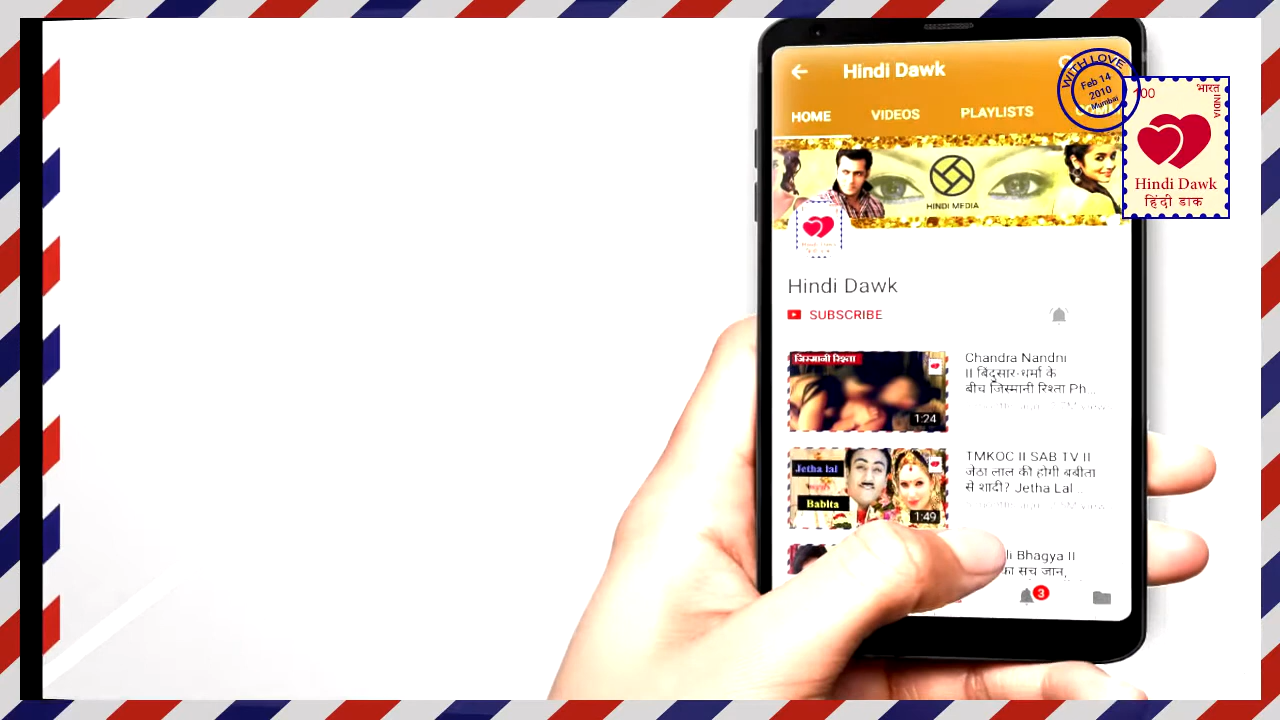 Hindi Dawk
HOME VIDEOS PLAYLISTS
HINDI MEDIA
Hindi Dawk
SUBSCRIBE
जिस्मानी रिश्ता
1:24
Chandra Nandni
II बिंदुसार-धर्मा के
बीच जिस्मानी रिश्ता Ph...
Jetha lal
Babita
1:49
TMKOC II SAB TV II
जेठा लाल की होगी बबीता
से शादी? Jetha Lal ...
Bhagya II
का सच जान,
3
WITH LOVE
Feb 14
2010
Mumbai
100
भारत
INDIA
Hindi Dawk
हिंदी डाक